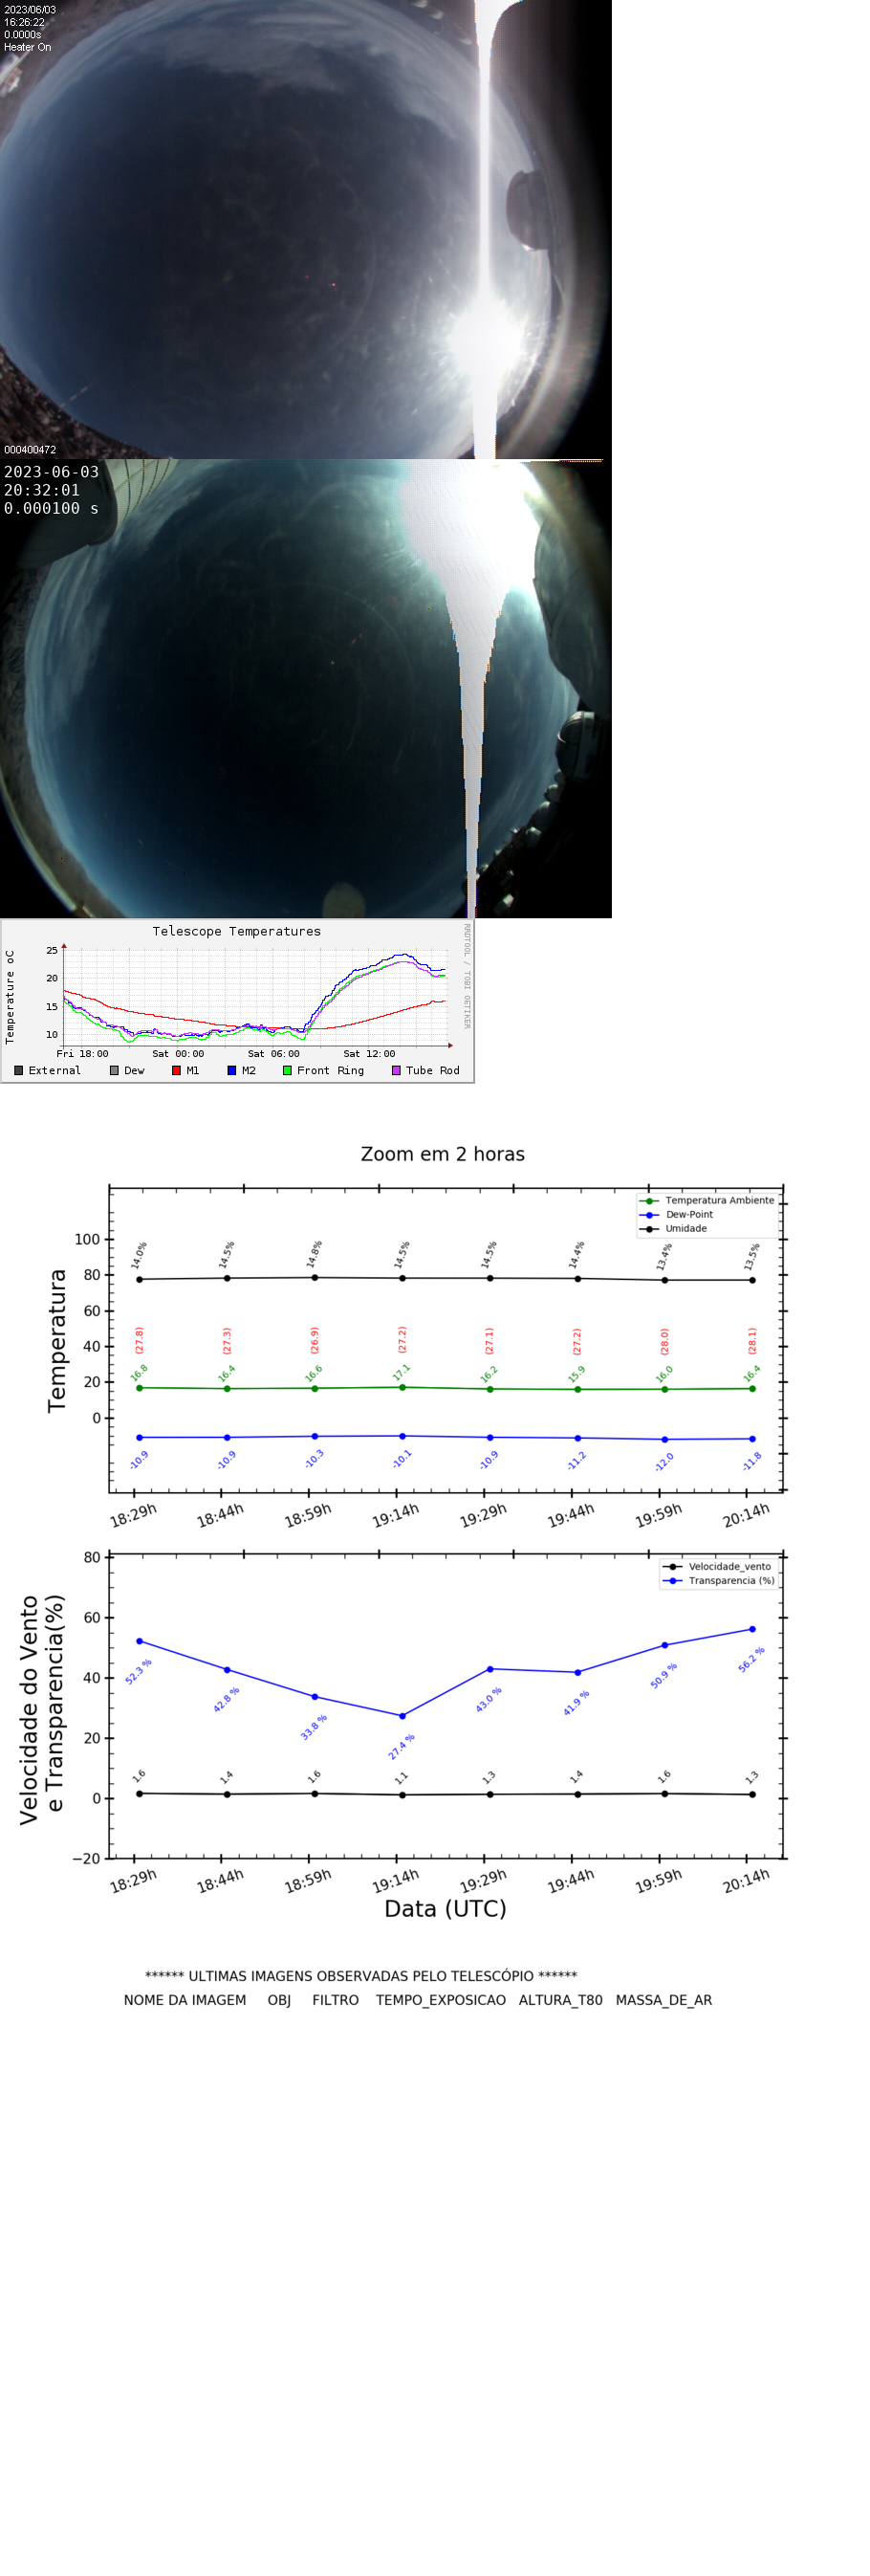 2023/06/03
16:26:22
0.0000s
Heater On
000400472
2023-06-03
20:32:01
0.000100 s
Telescope Temperatures
RRDTOOL / TOBI OETIKER
Temperature oC
25
20
15
10
Fri 18:00 Sat 00:00 Sat 06:00 Sat 12:00
External Dew M1 M2 Front Ring Tube Rod
Zoom em 2 horas
Temperatura
Temperatura Ambiente
Dew-Point
Umidade
100
80
60
40
20
0
14.0% 14.5% 14.8% 14.5% 14.5% 14.4% 13.4% 13.5%
(27.8) (27.3) (26.9) (27.2) (27.1) (27.2) (28.0) (28.1)
16.8 16.4 16.6 17.1 16.2 15.9 16.0 16.4
-10.9 -10.9 -10.3 -10.1 -10.9 -11.2 -12.0 -11.8
18:29h 18:44h 18:59h 19:14h 19:29h 19:44h 19:59h 20:14h
Velocidade do Vento
e Transparencia(%)
Velocidade_vento
Transparencia (%)
80
60
40
20
0
−20
52.3 % 42.8 % 33.8 % 27.4 % 43.0 % 41.9 % 50.9 % 56.2 %
1.6 1.4 1.6 1.1 1.3 1.4 1.6 1.3
18:29h 18:44h 18:59h 19:14h 19:29h 19:44h 19:59h 20:14h
Data (UTC)
****** ULTIMAS IMAGENS OBSERVADAS PELO TELESCÓPIO ******
NOME DA IMAGEM OBJ FILTRO TEMPO_EXPOSICAO ALTURA_T80 MASSA_DE_AR